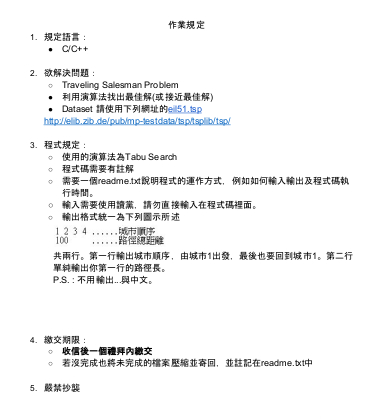 作業規定
1. 規定語言：
● C/C++
2. 欲解決問題：
○ Traveling Salesman Problem
● 利用演算法找出最佳解(或接近最佳解)
● Dataset 請使用下列網址的eil51.tsp
http://elib.zib.de/pub/mp-testdata/tsp/tsplib/tsp/
3. 程式規定：
○ 使用的演算法為Tabu Search
○ 程式碼需要有註解
○ 需要一個readme.txt說明程式的運作方式，例如如何輸入輸出及程式碼執
行時間。
○ 輸入需要使用讀黨，請勿直接輸入在程式碼裡面。
○ 輸出格式統一為下列圖示所述
1 2 3 4 ......城市順序
100 ......路徑總距離
共兩行。第一行輸出城市順序，由城市1出發，最後也要回到城市1。第二行
單純輸出你第一行的路徑長。
P.S.：不用輸出...與中文。
4. 繳交期限：
○ 收信後一個禮拜內繳交
○ 若沒完成也將未完成的檔案壓縮並寄回，並註記在readme.txt中
5. 嚴禁抄襲